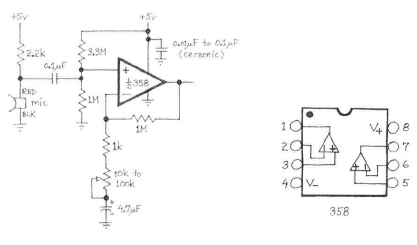 +5v
+5v
2.2k
3.3M
0.01µF to 0.1µF
(ceramic)
0.1µF
+
½ 358
−
RED
mic
BLK
1M
1M
1k
10k to
100k
4.7µF
1
2
3
4
V−
V+
8
7
6
5
358